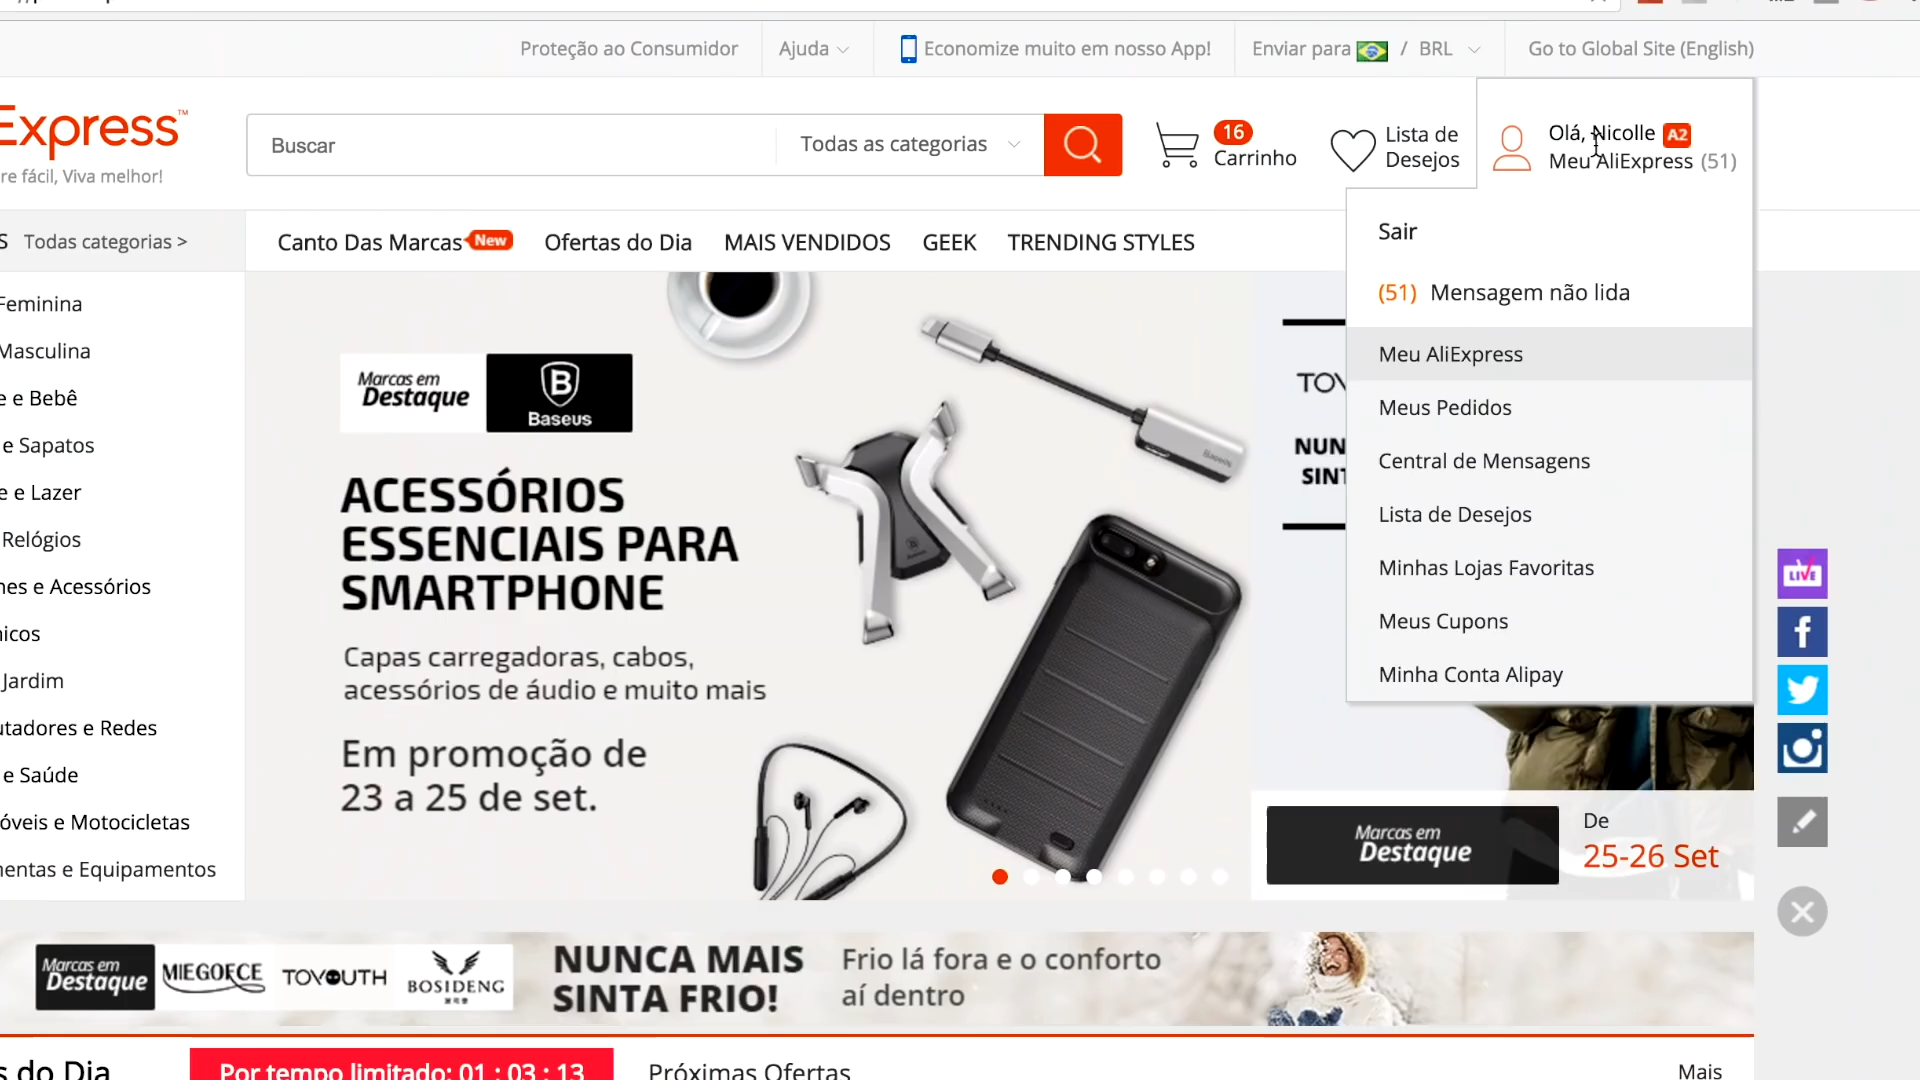 Proteção ao Consumidor
Ajuda
Economize muito em nosso App!
Enviar para / BRL
Go to Global Site (English)
Express™
re fácil, Viva melhor!
Buscar
Todas as categorias
16
Carrinho
Lista de
Desejos
Olá, Nicolle A2
Meu AliExpress (51)
S Todas categorias >
Canto Das Marcas New
Ofertas do Dia
MAIS VENDIDOS
GEEK
TRENDING STYLES
Feminina
Masculina
e e Bebê
e Sapatos
e e Lazer
Relógios
nes e Acessórios
nicos
Jardim
utadores e Redes
e Saúde
óveis e Motocicletas
mentas e Equipamentos
Marcas em
Destaque
B
Baseus
ACESSÓRIOS
ESSENCIAIS PARA
SMARTPHONE
Capas carregadoras, cabos,
acessórios de áudio e muito mais
Em promoção de
23 a 25 de set.
Baseus
TOY
NUN
SINT
Sair
(51) Mensagem não lida
Meu AliExpress
Meus Pedidos
Central de Mensagens
Lista de Desejos
Minhas Lojas Favoritas
Meus Cupons
Minha Conta Alipay
LIVE
f
Marcas em
Destaque
De
25-26 Set
Marcas em
Destaque
MIEGOFCE
TOYOUTH
BOSIDENG
NUNCA MAIS
SINTA FRIO!
Frio lá fora e o conforto
aí dentro
s do Dia
Por tempo limitado: 01 : 03 : 13
Próximas Ofertas
Mais